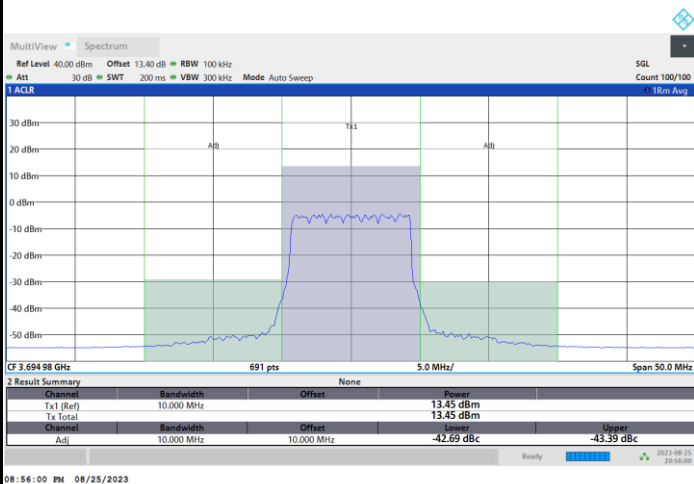 MultiView Spectrum
Ref Level 40.00 dBm Offset 13.40 dB RBW 100 kHz SGL
Att 30 dB SWT 200 ms VBW 300 kHz Mode Auto Sweep Count 100/100
1 ACLR 1Rm Avg
30 dBm
Tx1
20 dBm
Adj Adj
10 dBm
0 dBm
-10 dBm
-20 dBm
-30 dBm
-40 dBm
-50 dBm
CF 3.694 98 GHz 691 pts 5.0 MHz/ Span 50.0 MHz
2 Result Summary None
Channel Bandwidth Offset Power
Tx1 (Ref) 10.000 MHz 13.45 dBm
Tx Total 13.45 dBm
Channel Bandwidth Offset Lower Upper
Adj 10.000 MHz 10.000 MHz -42.69 dBc -43.39 dBc
Ready 2023-08-25
20:56:00
08:56:00 PM 08/25/2023